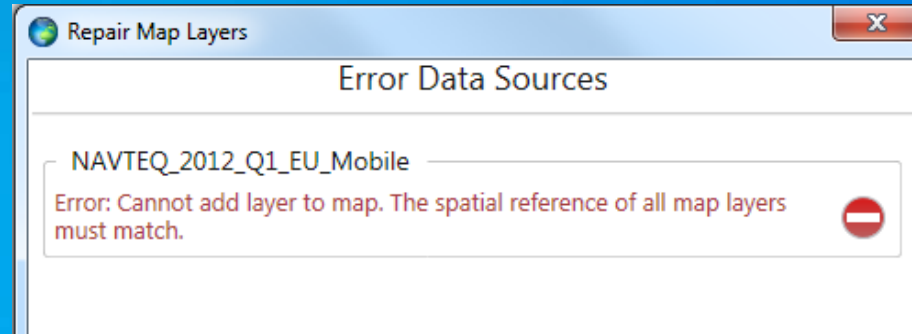 Repair Map Layers
Error Data Sources
NAVTEQ_2012_Q1_EU_Mobile
Error: Cannot add layer to map. The spatial reference of all map layers
must match.